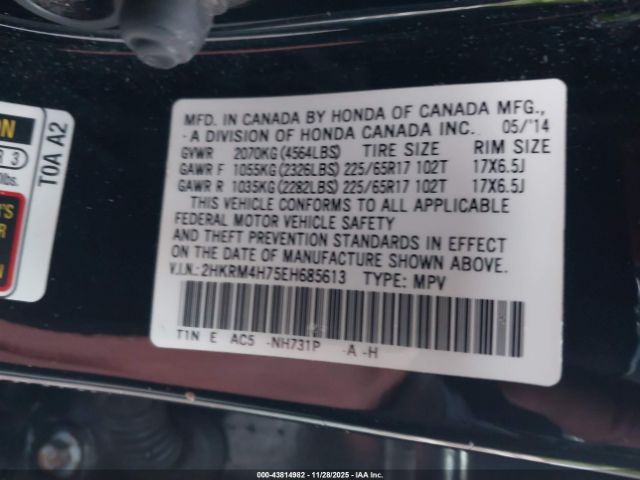 ON
R 3
lbs.
'S
R
N
T0A A2
MFD. IN CANADA BY HONDA OF CANADA MFG.,
-A DIVISION OF HONDA CANADA INC. 05/'14
GVWR 2070KG(4564LBS) TIRE SIZE RIM SIZE
GAWR F 1055KG(2326LBS) 225/65R17 102T 17X6.5J
GAWR R 1035KG(2282LBS) 225/65R17 102T 17X6.5J
THIS VEHICLE CONFORMS TO ALL APPLICABLE
FEDERAL MOTOR VEHICLE SAFETY
AND THEFT PREVENTION STANDARDS IN EFFECT
ON THE DATE OF MANUFACTURE SHOWN ABOVE.
V.I.N.:2HKRM4H75EH685613 TYPE: MPV
T1N E AC5 -NH731P -A -H
000-43814982 - 11/28/2025 - IAA Inc.